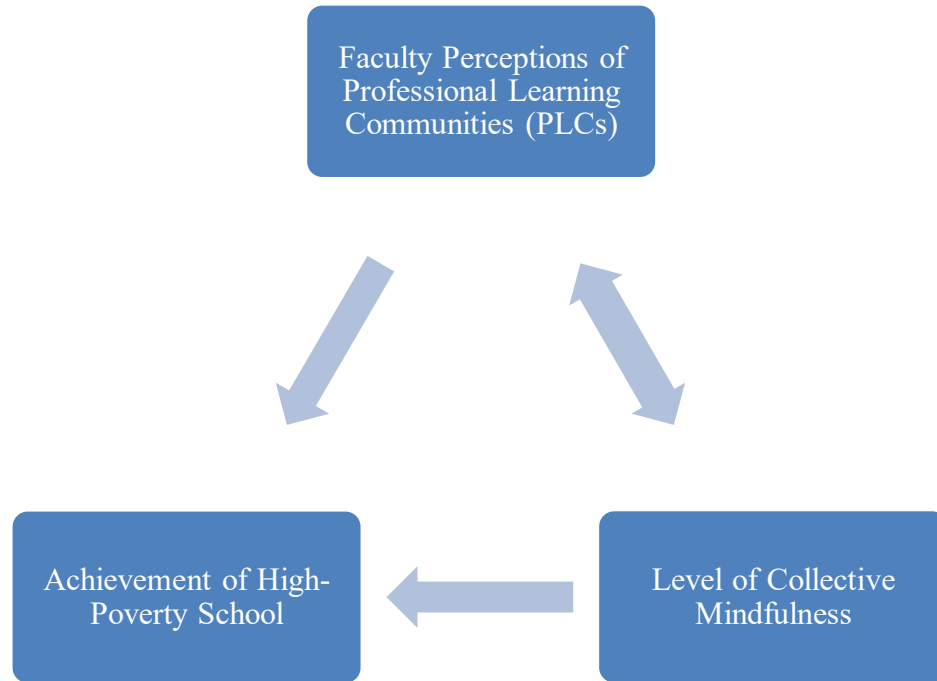 Faculty Perceptions of
Professional Learning
Communities (PLCs)
Achievement of High-
Poverty School
Level of Collective
Mindfulness